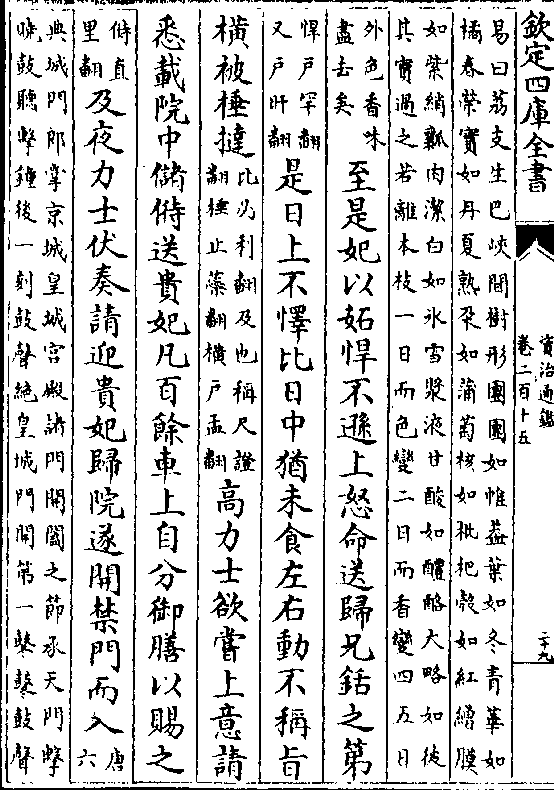 欽定四庫全書
資治通鑑
卷二百十五
二十九
易曰荔支生巴峽間樹形團團如帷蓋葉如冬青華如
橘春榮實如丹夏熟朶如蒲萄核如枇杷殻如紅繒膜
如紫綃瓤肉潔白如氷雪漿液甘酸如醴酪大略如彼
其實過之若離本枝一日而色變二日而香變四五日
外色香味
盡去矣
至是妃以妬悍不遜上怒命送歸兄銛之第
悍戸罕翻
又戸旰翻
是日上不懌比日中猶未食左右動不稱旨
橫被棰撻
比必利翻及也稱尺證
翻棰止蘂翻橫戸孟翻
高力士欲嘗上意請
悉載院中儲偫送貴妃凡百餘車上自分御膳以賜之
偫直
里翻
及夜力士伏奏請迎貴妃歸院遂開禁門而入
唐
六
典城門郎掌京城皇城宮殿諸門開闔之節承天門擊
曉鼓聽擊鐘後一刻鼓聲絶皇城門開第一鼕鼕鼓聲